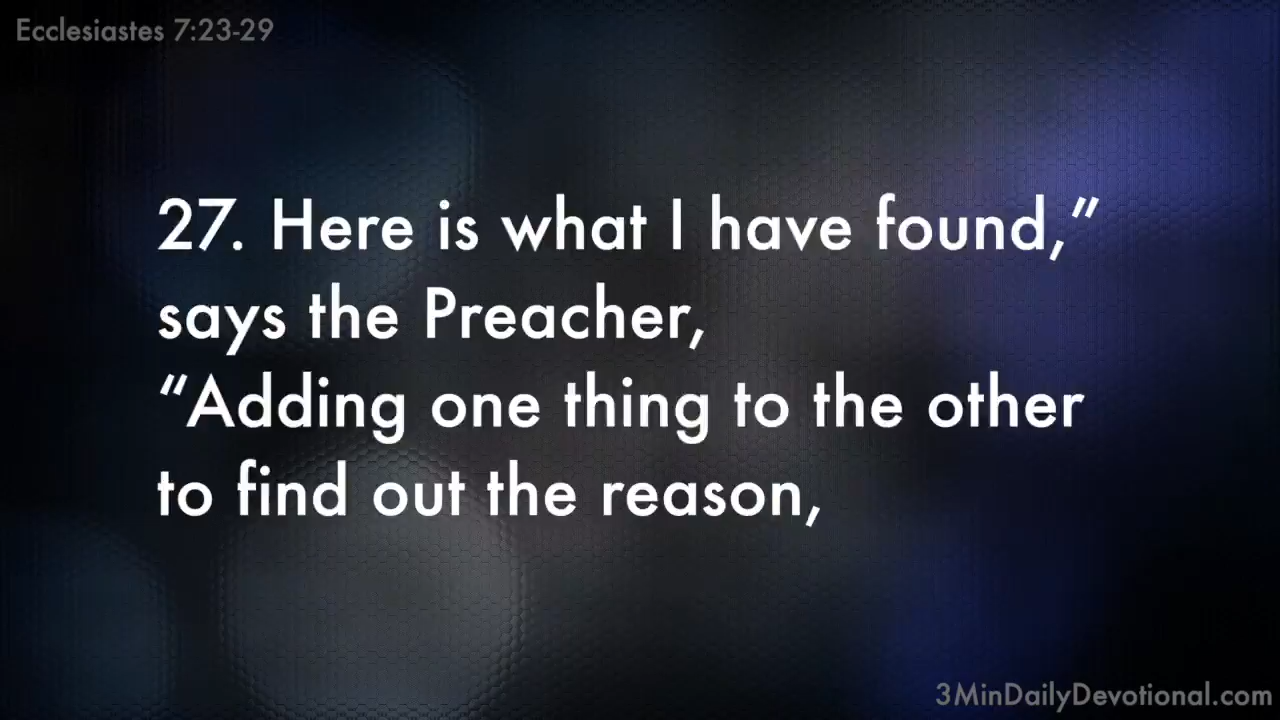 Ecclesiastes 7:23-29
27. Here is what I have found,”
says the Preacher,
“Adding one thing to the other
to find out the reason,
3MinDailyDevotional.com